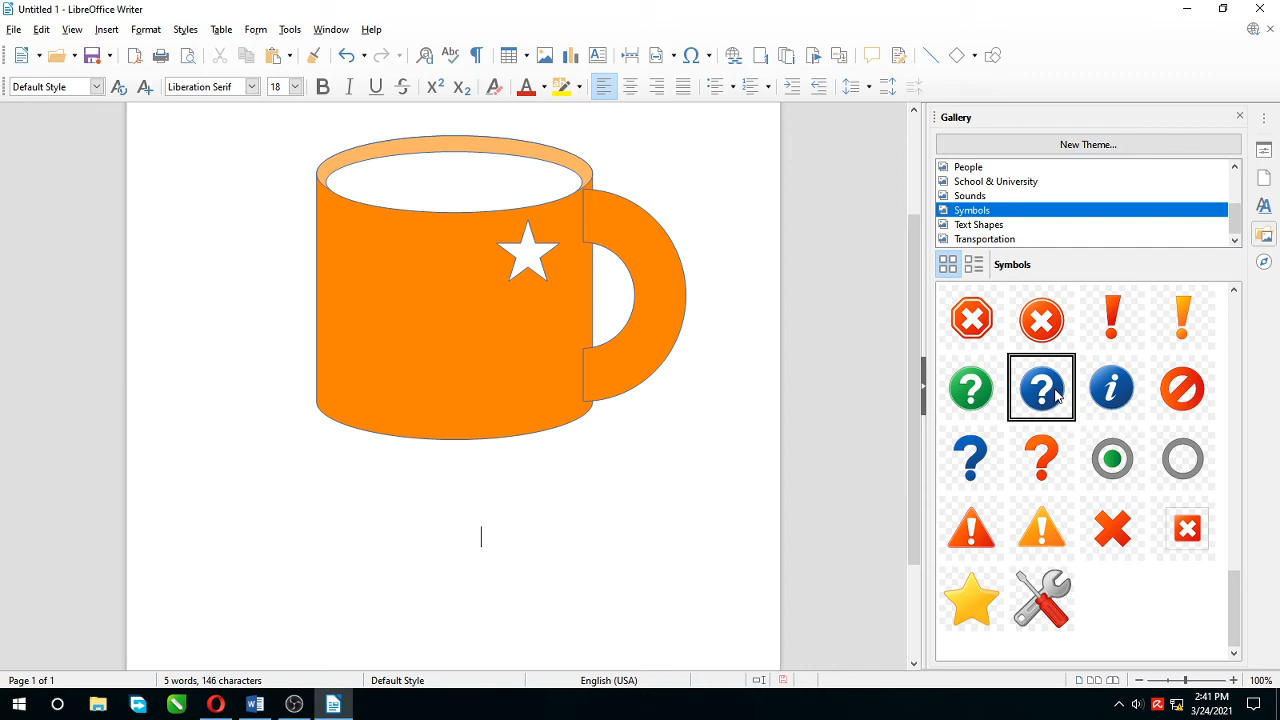 Untitled 1 - LibreOffice Writer
File Edit View Insert Format Styles Table Form Tools Window Help
Default Style Liberation Serif 18
Gallery
New Theme...
People
School & University
Sounds
Symbols
Text Shapes
Transportation
Symbols
Page 1 of 1 5 words, 146 characters Default Style English (USA) 100%
2:41 PM
3/24/2021